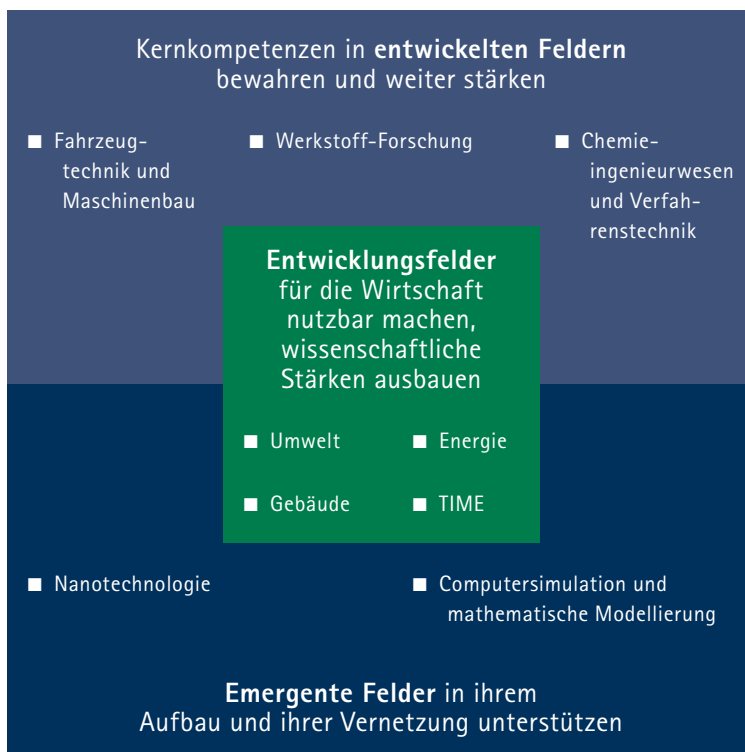 Kernkompetenzen in entwickelten Feldern
bewahren und weiter stärken
■ Fahrzeug-
technik und
Maschinenbau
■ Werkstoff-Forschung
■ Chemie-
ingenieurwesen
und Verfah-
renstechnik
Entwicklungsfelder
für die Wirtschaft
nutzbar machen,
wissenschaftliche
Stärken ausbauen
■ Umwelt
■ Energie
■ Gebäude
■ TIME
■ Nanotechnologie
■ Computersimulation und
mathematische Modellierung
Emergente Felder in ihrem
Aufbau und ihrer Vernetzung unterstützen